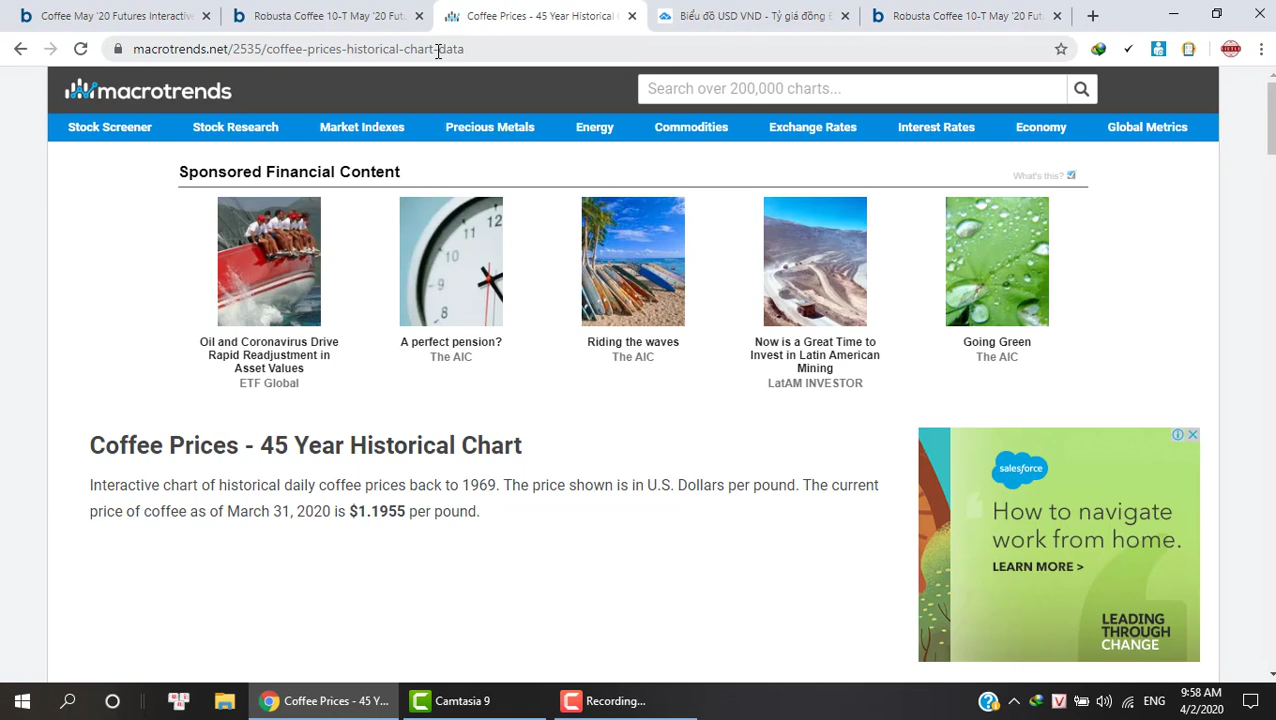 Coffee May '20 Futures Interactiv
Robusta Coffee 10-T May '20 Futu
Coffee Prices - 45 Year Historical
Biểu đồ USD VND - Tỷ giá đồng
Robusta Coffee 10-T May '20 Futu
macrotrends.net/2535/coffee-prices-historical-chart-data
macrotrends
Search over 200,000 charts...
Stock Screener
Stock Research
Market Indexes
Precious Metals
Energy
Commodities
Exchange Rates
Interest Rates
Economy
Global Metrics
Sponsored Financial Content
What's this?
12
11
10
9
8
Oil and Coronavirus Drive
Rapid Readjustment in
Asset Values
ETF Global
A perfect pension?
The AIC
Riding the waves
The AIC
Now is a Great Time to
Invest in Latin American
Mining
LatAM INVESTOR
Going Green
The AIC
Coffee Prices - 45 Year Historical Chart
Interactive chart of historical daily coffee prices back to 1969. The price shown is in U.S. Dollars per pound. The current
price of coffee as of March 31, 2020 is $1.1955 per pound.
salesforce
How to navigate
work from home.
LEARN MORE >
LEADING
THROUGH
CHANGE
Coffee Prices - 45 Y...
Camtasia 9
Recording...
ENG
9:58 AM
4/2/2020